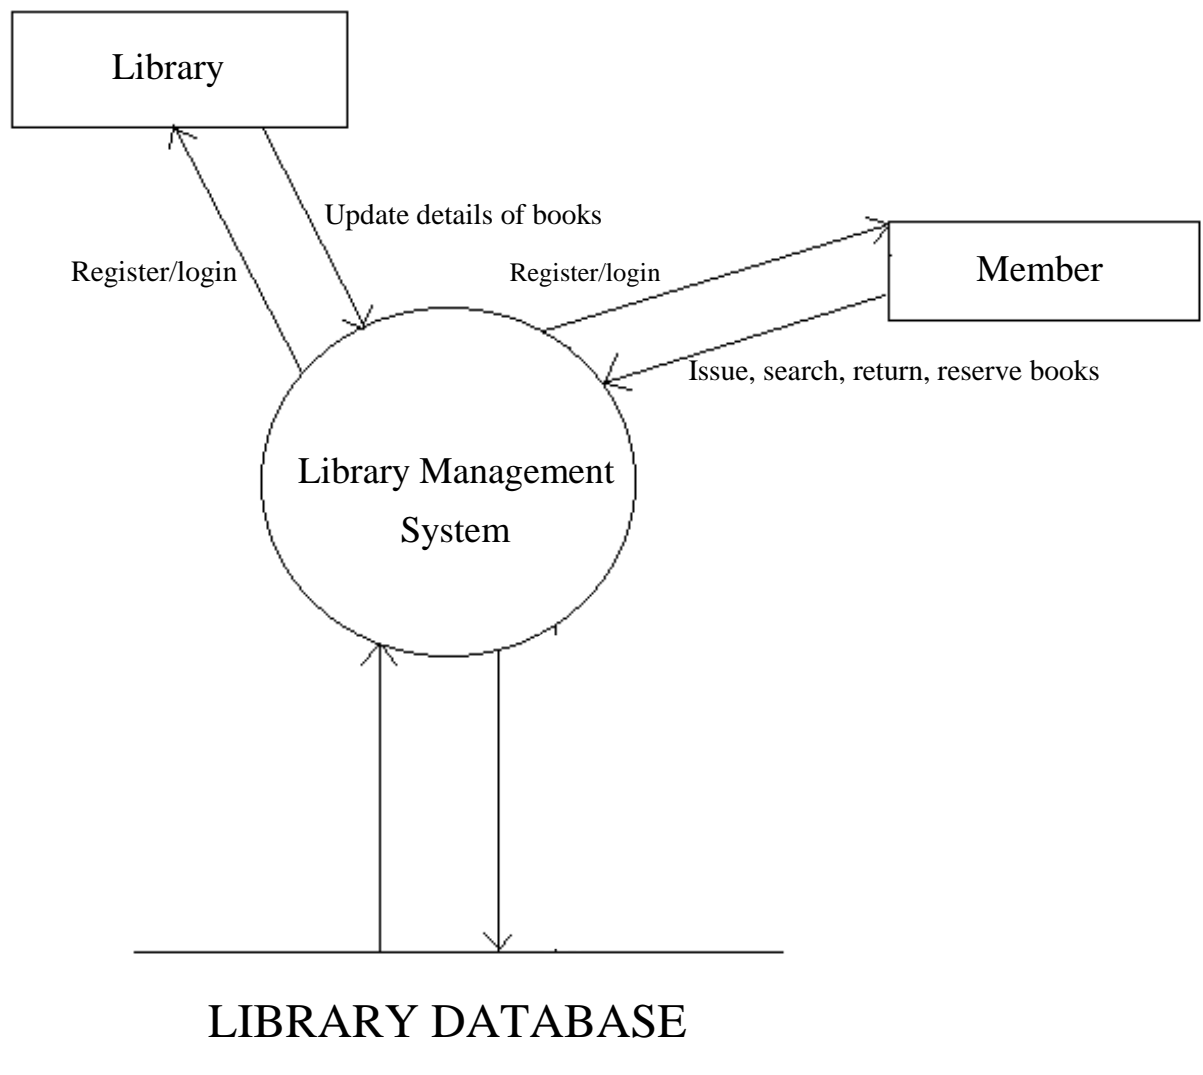 Library
Update details of books
Register/login
Register/login
Member
Issue, search, return, reserve books
Library Management
System
LIBRARY DATABASE